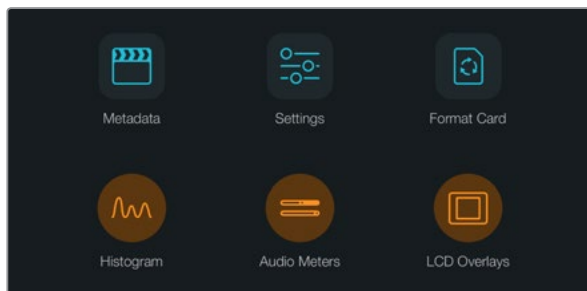 Metadata
Settings
Format Card
Histogram
Audio Meters
LCD Overlays